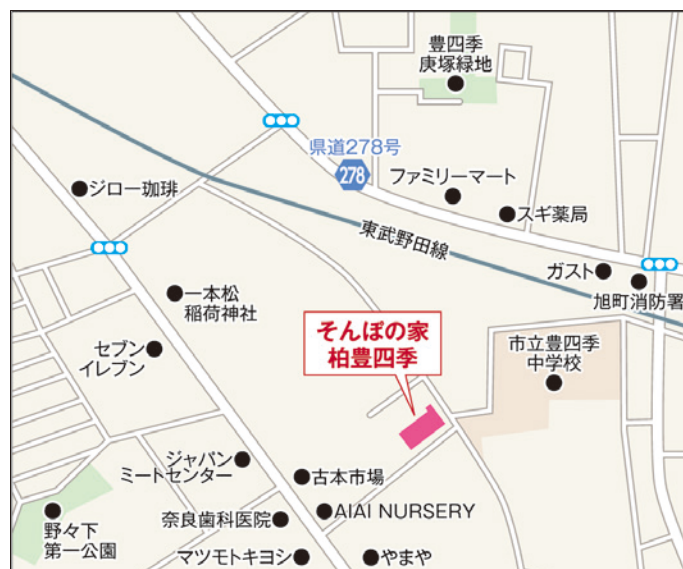 豊四季
庚塚緑地
県道278号
278
ファミリーマート
スギ薬局
ジロー珈琲
東武野田線
ガスト
旭町消防署
一本松
稲荷神社
そんぽの家
柏豊四季
セブン
イレブン
市立豊四季
中学校
ジャパン
ミートセンター
古本市場
AIAI NURSERY
奈良歯科医院
野々下
第一公園
マツモトキヨシ
やまや